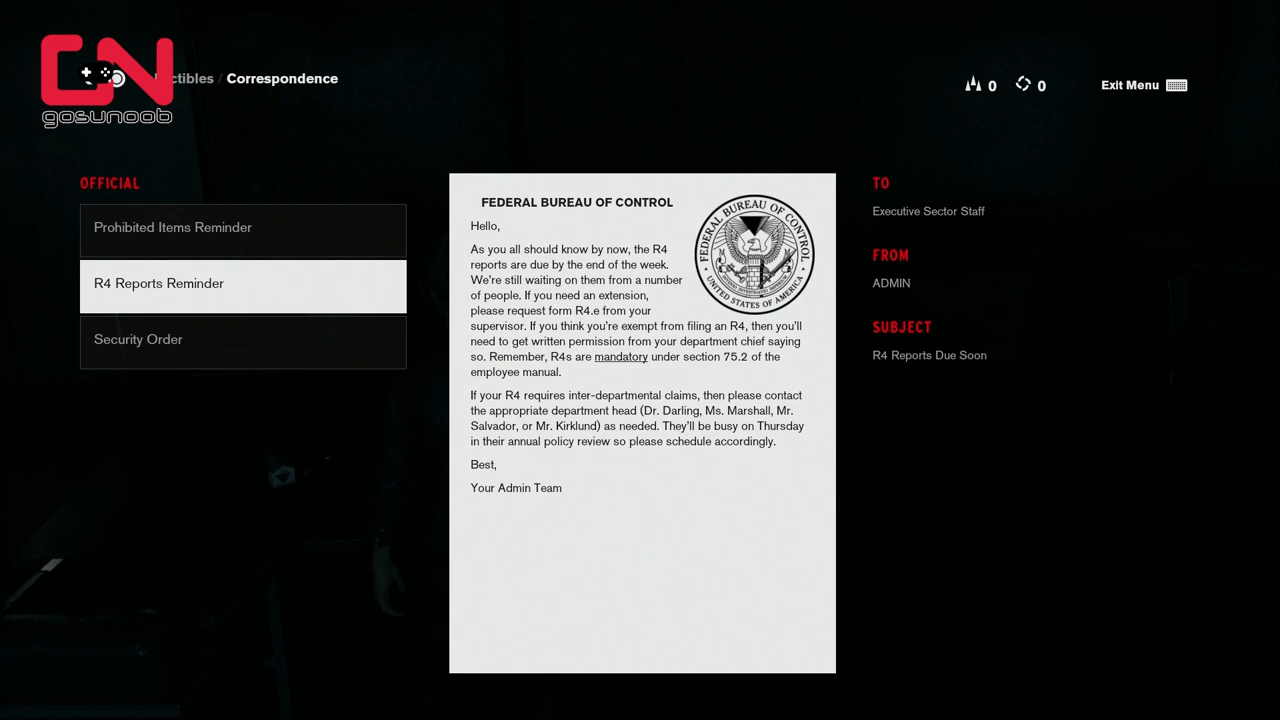 gosunoob
ctibles / Correspondence
0
0
Exit Menu
OFFICIAL
Prohibited Items Reminder
R4 Reports Reminder
Security Order
FEDERAL BUREAU OF CONTROL
Hello,
As you all should know by now, the R4
reports are due by the end of the week.
We're still waiting on them from a number
of people. If you need an extension,
please request form R4.e from your
supervisor. If you think you're exempt from filing an R4, then you'll
need to get written permission from your department chief saying
so. Remember, R4s are mandatory under section 75.2 of the
employee manual.
If your R4 requires inter-departmental claims, then please contact
the appropriate department head (Dr. Darling, Ms. Marshall, Mr.
Salvador, or Mr. Kirklund) as needed. They'll be busy on Thursday
in their annual policy review so please schedule accordingly.
Best,
Your Admin Team
FEDERAL BUREAU OF CONTROL
UNITED STATES OF AMERICA
TO
Executive Sector Staff
FROM
ADMIN
SUBJECT
R4 Reports Due Soon